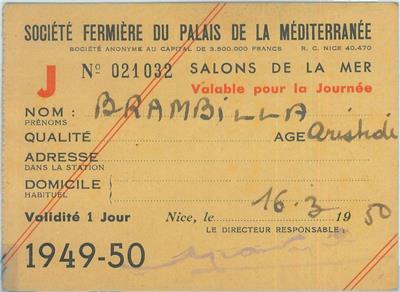 SOCIÉTÉ FERMIÈRE DU PALAIS DE LA MÉDITERRANÉE
SOCIÉTÉ ANONYME AU CAPITAL DE 3.500.000 FRANCS R. C. NICE 40.470
J No 021032 SALONS DE LA MER
Valable pour la Journée
NOM : BRAMBILLA
PRÉNOMS
QUALITÉ AGE Aristide
ADRESSE
DANS LA STATION
DOMICILE
HABITUEL
Validité 1 Jour Nice, le 16.3 1950
LE DIRECTEUR RESPONSABLE :
1949-50